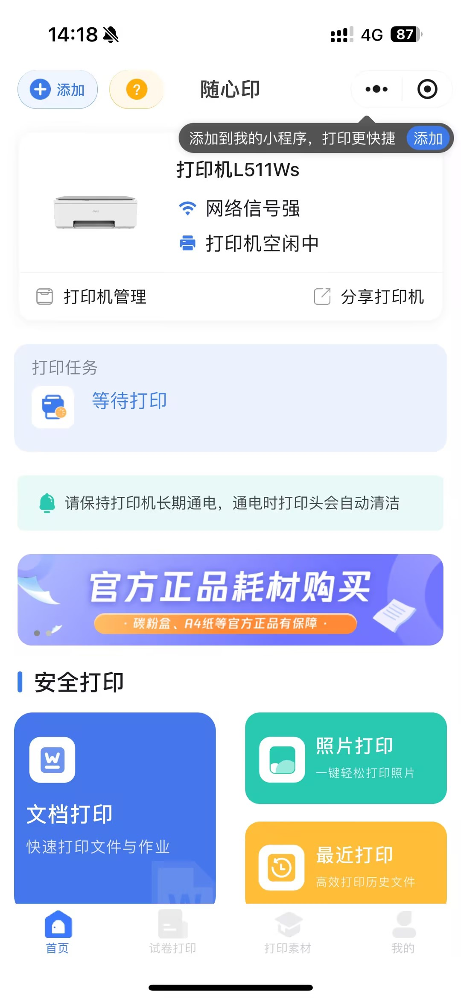 14:18
4G
87
添加
?
随心印
添加到我的小程序，打印更快捷 添加
打印机L511Ws
网络信号强
打印机空闲中
打印机管理
分享打印机
打印任务
等待打印
请保持打印机长期通电，通电时打印头会自动清洁
官方正品耗材购买
· 碳粉盒、A4纸等官方正品有保障 ·
安全打印
W
文档打印
快速打印文件与作业
W
照片打印
一键轻松打印照片
最近打印
高效打印历史文件
首页
试卷打印
打印素材
我的